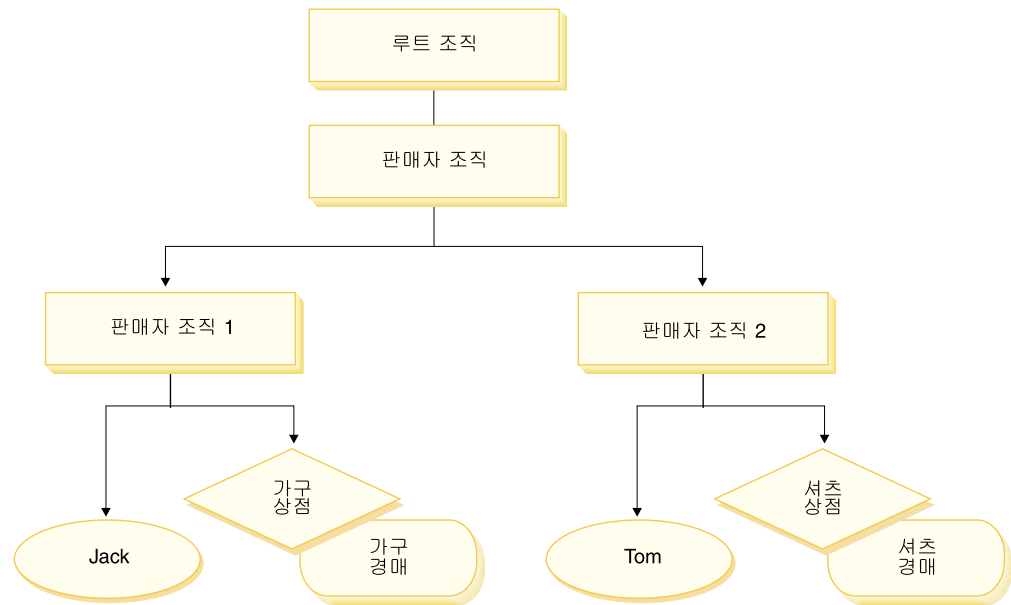 루트 조직
판매자 조직
판매자 조직 1
판매자 조직 2
가구
상점
셔츠
상점
Jack
가구
경매
Tom
셔츠
경매